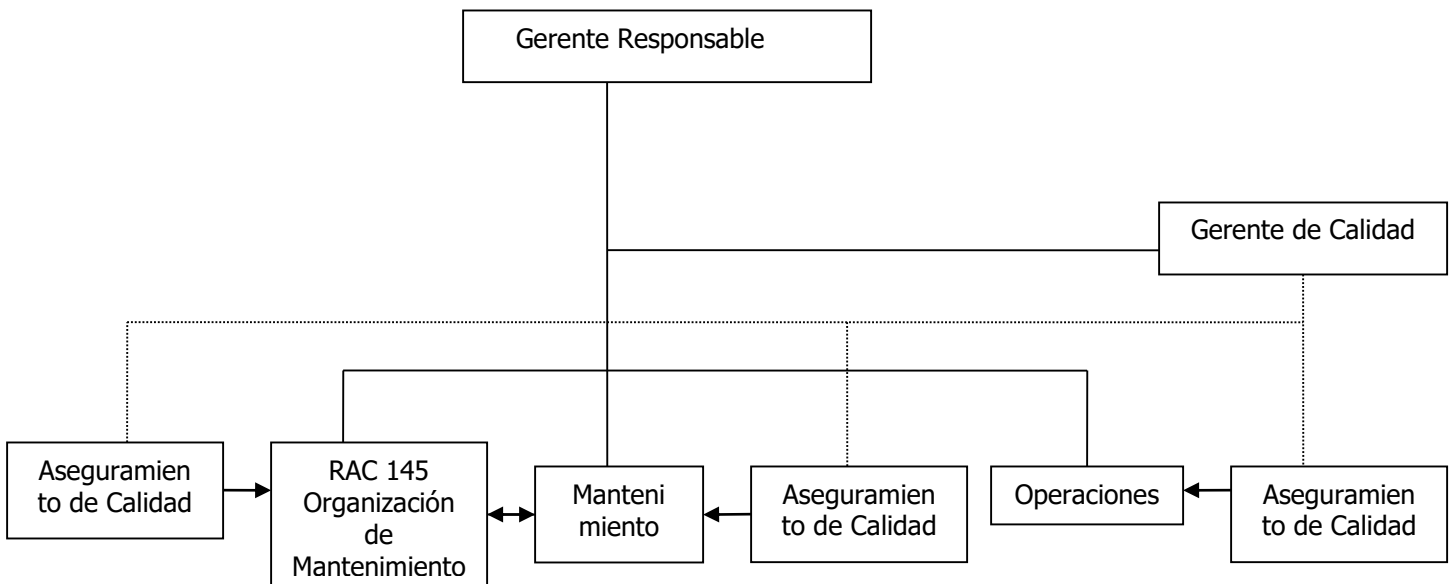 Gerente Responsable
Gerente de Calidad
Aseguramien
to de Calidad
RAC 145
Organización
de
Mantenimiento
Manteni
miento
Aseguramien
to de Calidad
Operaciones
Aseguramien
to de Calidad